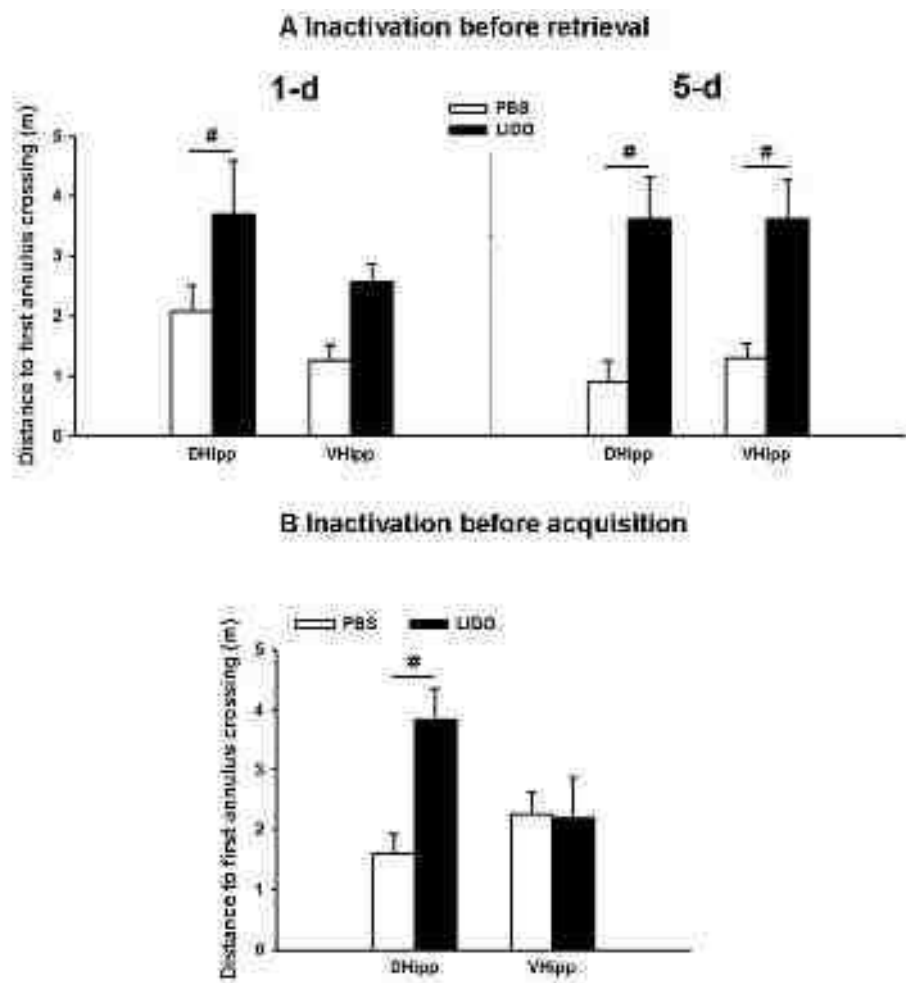 A Inactivation before retrieval
1-d
5-d
PBS
LIDO
Distance to first annulus crossing (m)
5
4
3
2
1
0
#
#
#
DHipp
VHipp
DHipp
VHipp
B Inactivation before acquisition
PBS
LIDO
Distance to first annulus crossing (m)
5
4
3
2
1
0
#
DHipp
VHipp